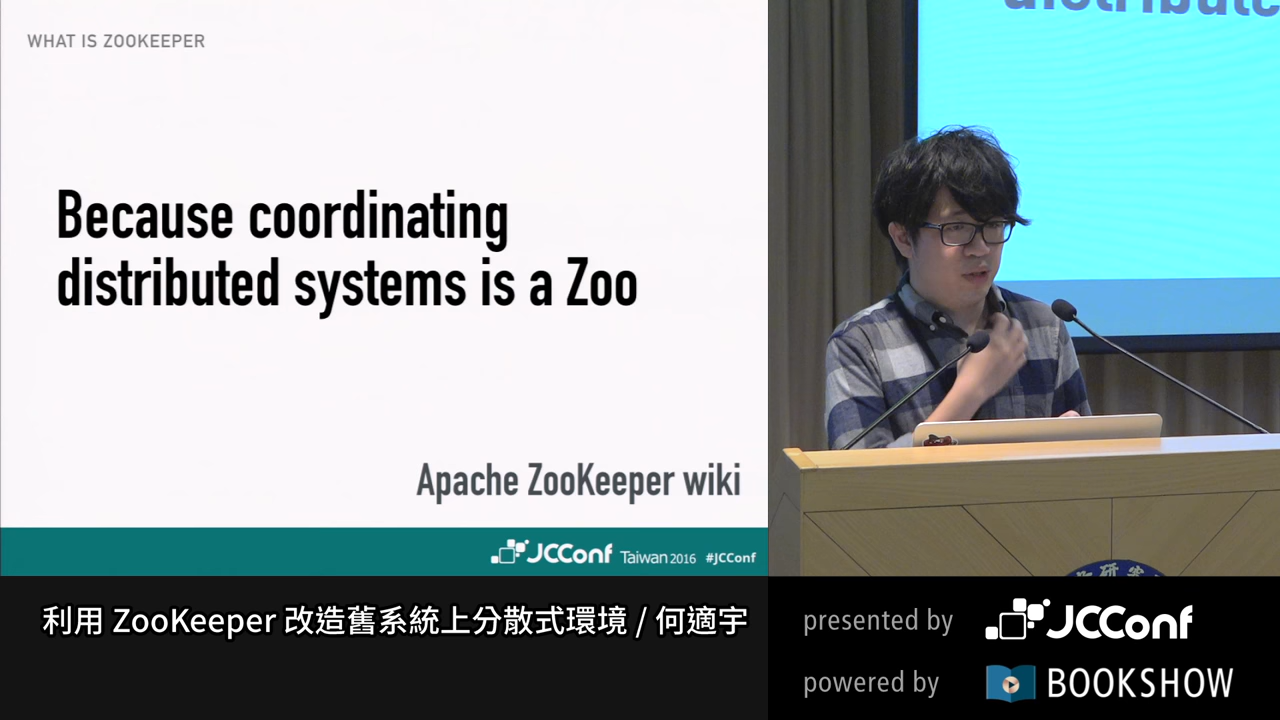 WHAT IS ZOOKEEPER
Because coordinating
distributed systems is a Zoo
Apache ZooKeeper wiki
JCConf Taiwan 2016 #JCConf
利用 ZooKeeper 改造舊系統上分散式環境 / 何適宇
presented by JCConf
powered by BOOKSHOW